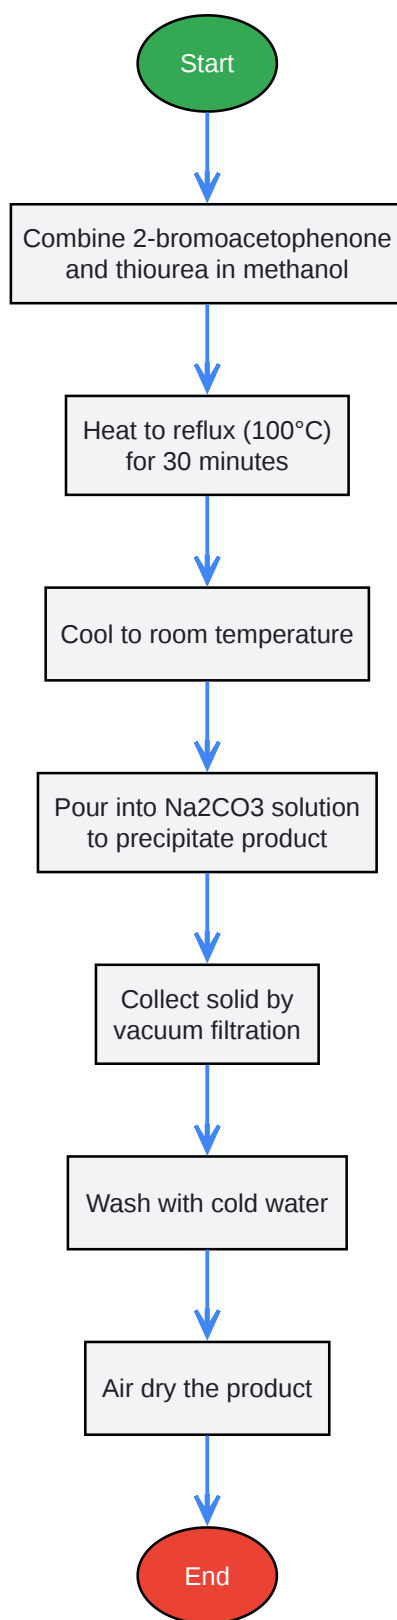 Start
Combine 2-bromoacetophenone
and thiourea in methanol
Heat to reflux (100°C)
for 30 minutes
Cool to room temperature
Pour into Na2CO3 solution
to precipitate product
Collect solid by
vacuum filtration
Wash with cold water
Air dry the product
End